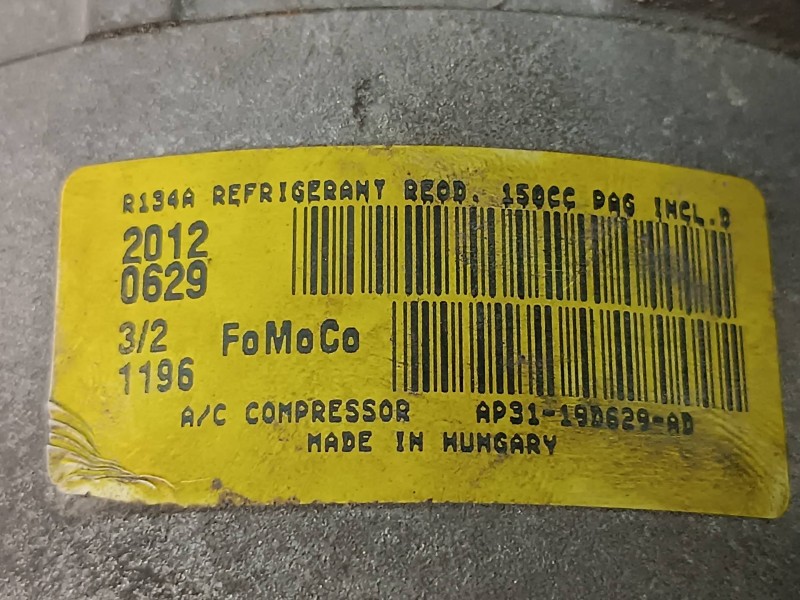 R134A REFRIGERANT REQD. 150CC PAG INCL.D
2012
0629
3/2 FoMoCo
1196
A/C COMPRESSOR AP31-19D629-AD
MADE IN HUNGARY